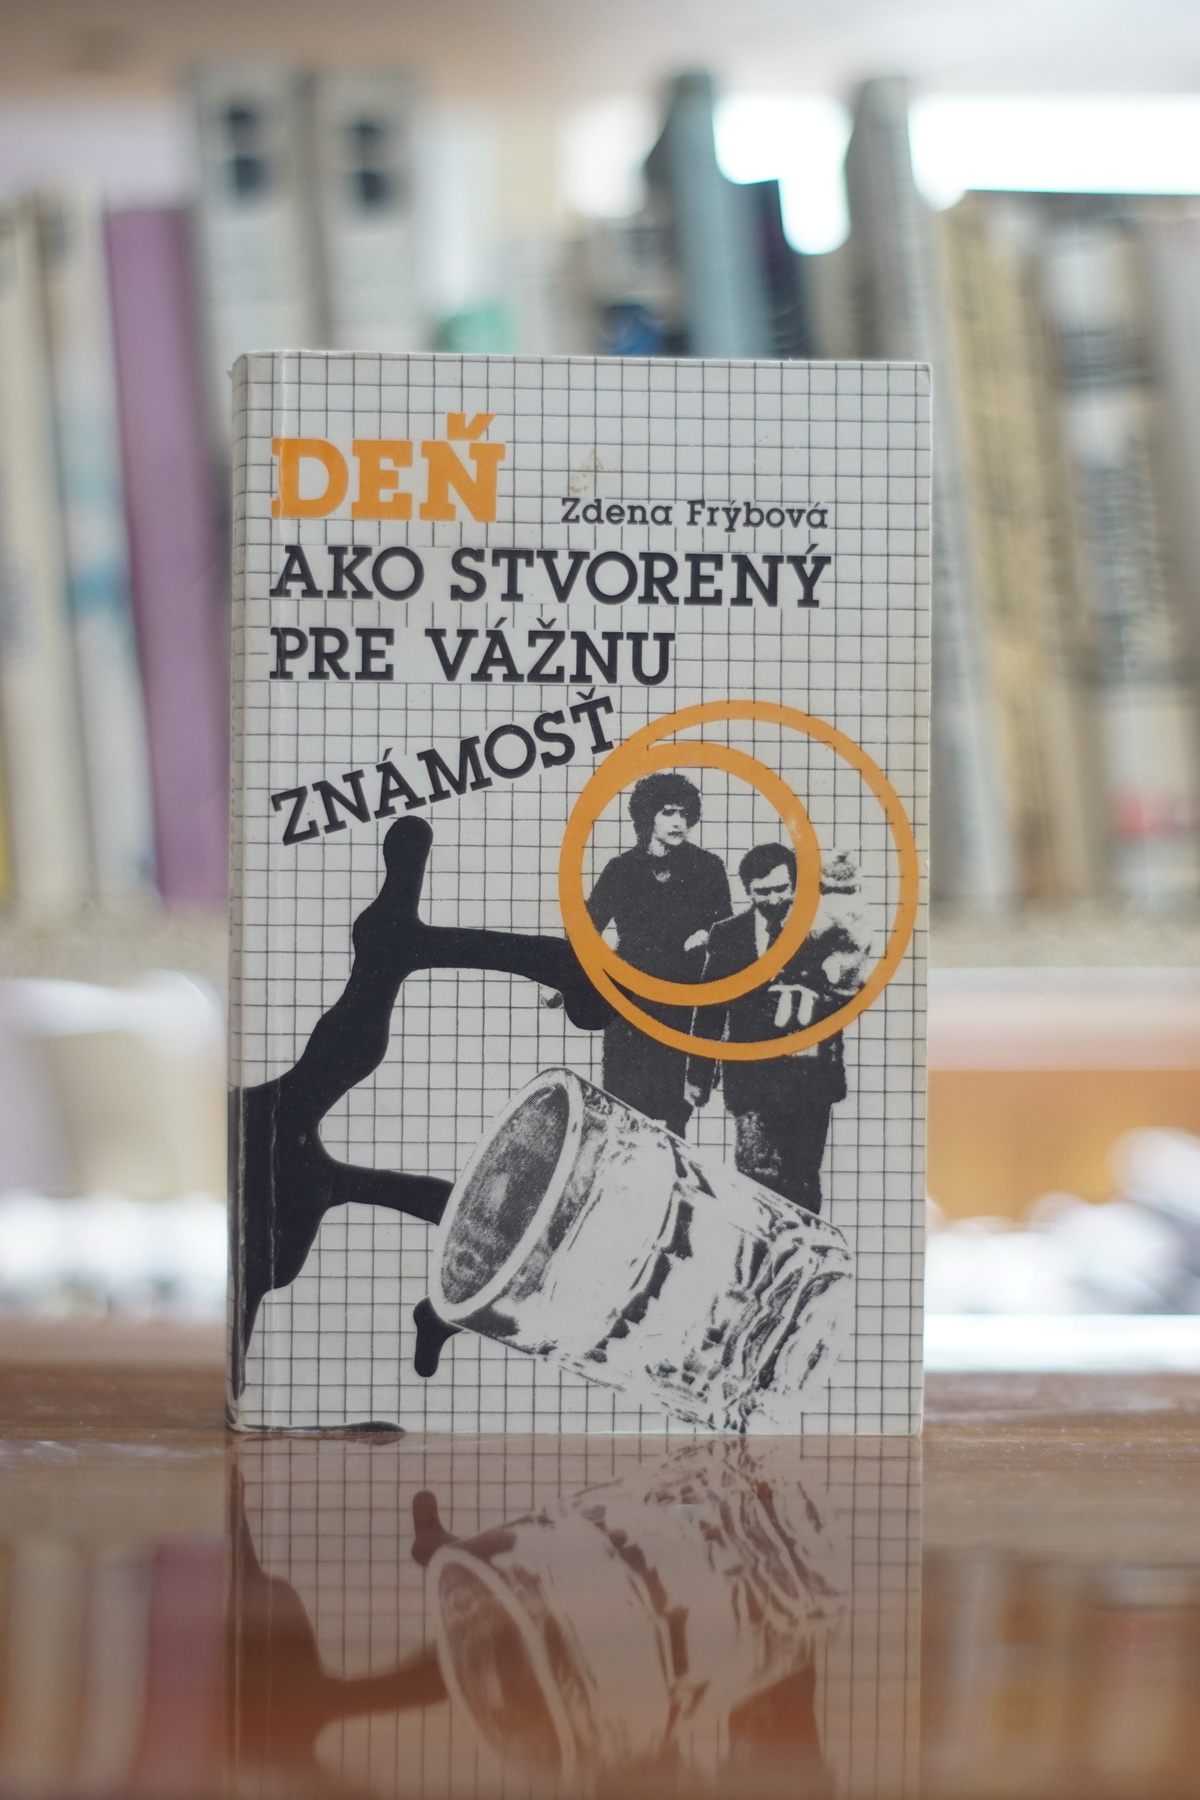 DEŇ
Zdena Frýbová
AKO STVORENÝ
PRE VÁŽNU
ZNÁMOSŤ